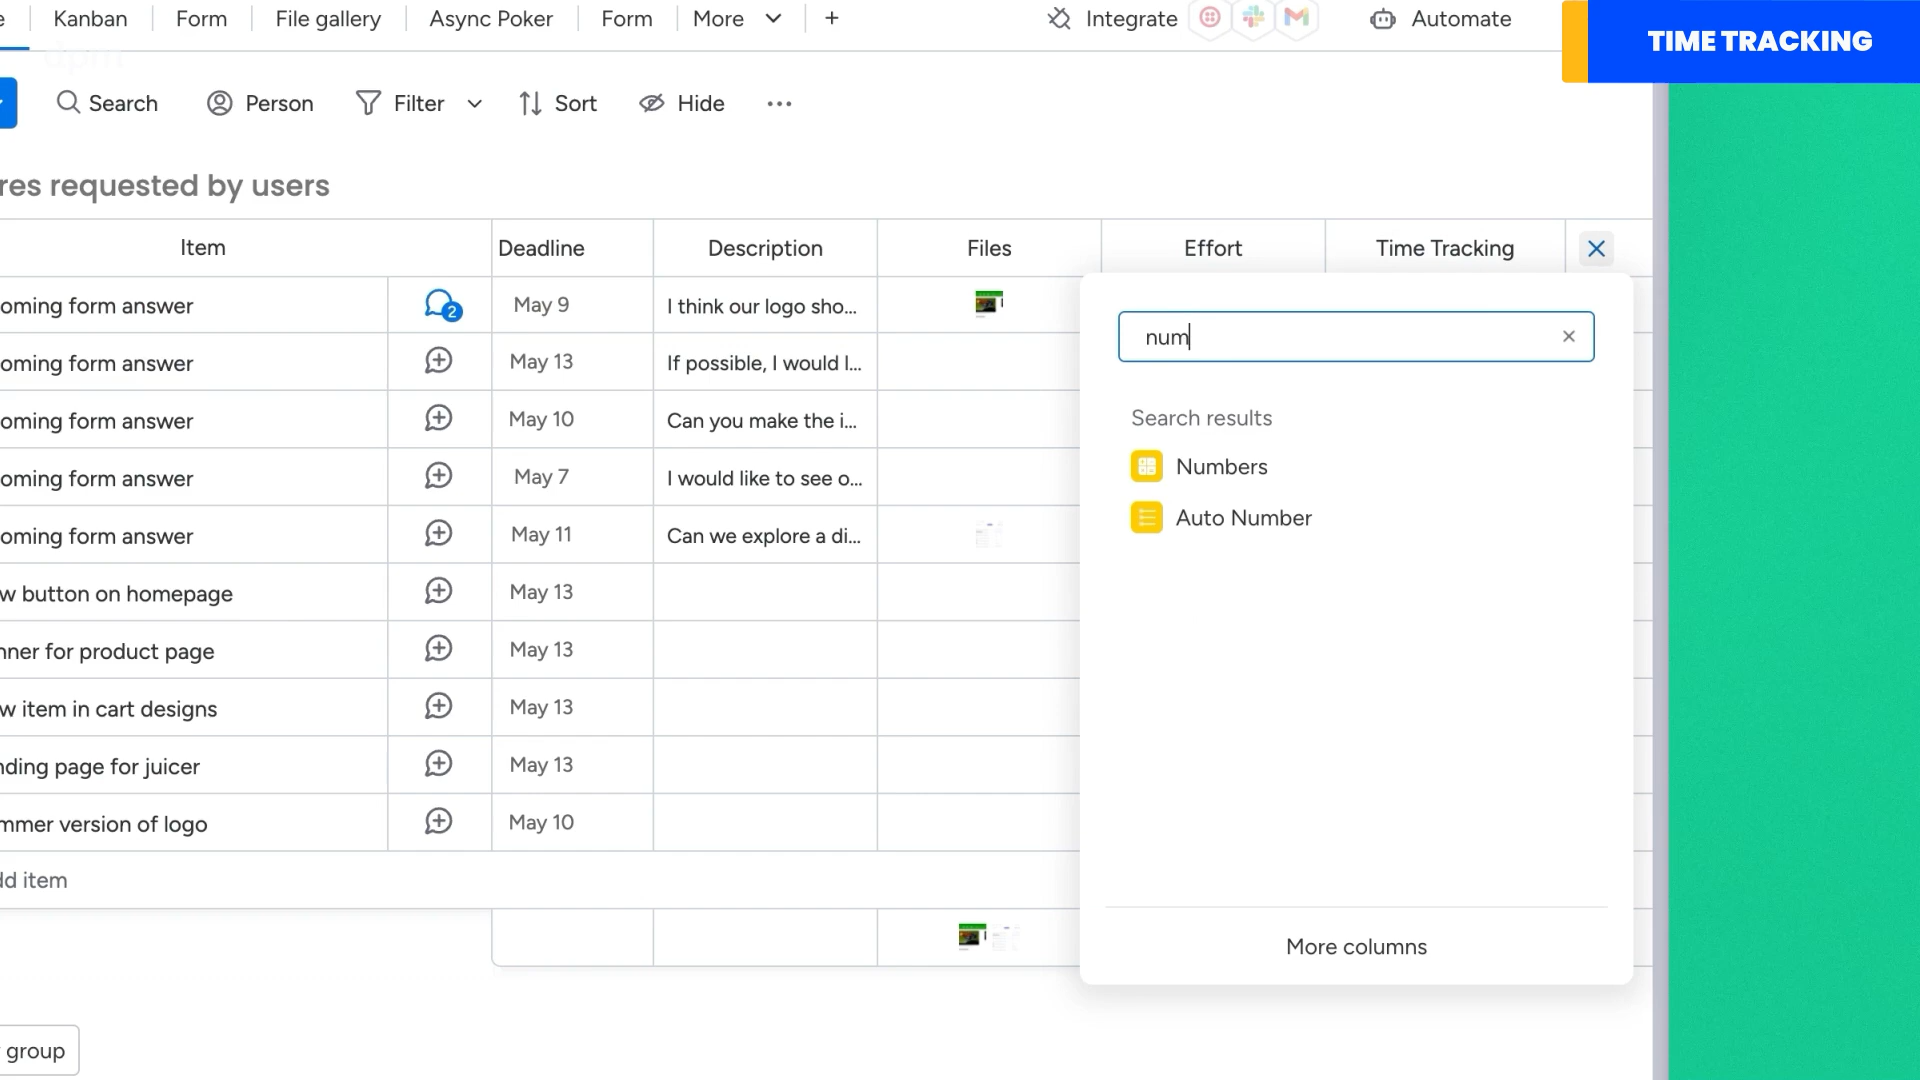 Kanban Form File gallery Async Poker Form More + Integrate Automate
TIME TRACKING
dpm
Search Person Filter Sort Hide
res requested by users
Item Deadline Description Files Effort Time Tracking
oming form answer 2 May 9 I think our logo sho...
oming form answer May 13 If possible, I would l...
oming form answer May 10 Can you make the i...
oming form answer May 7 I would like to see o...
oming form answer May 11 Can we explore a di...
w button on homepage May 13
nner for product page May 13
w item in cart designs May 13
nding page for juicer May 13
mmer version of logo May 10
dd item
num
Search results
Numbers
Auto Number
More columns
group